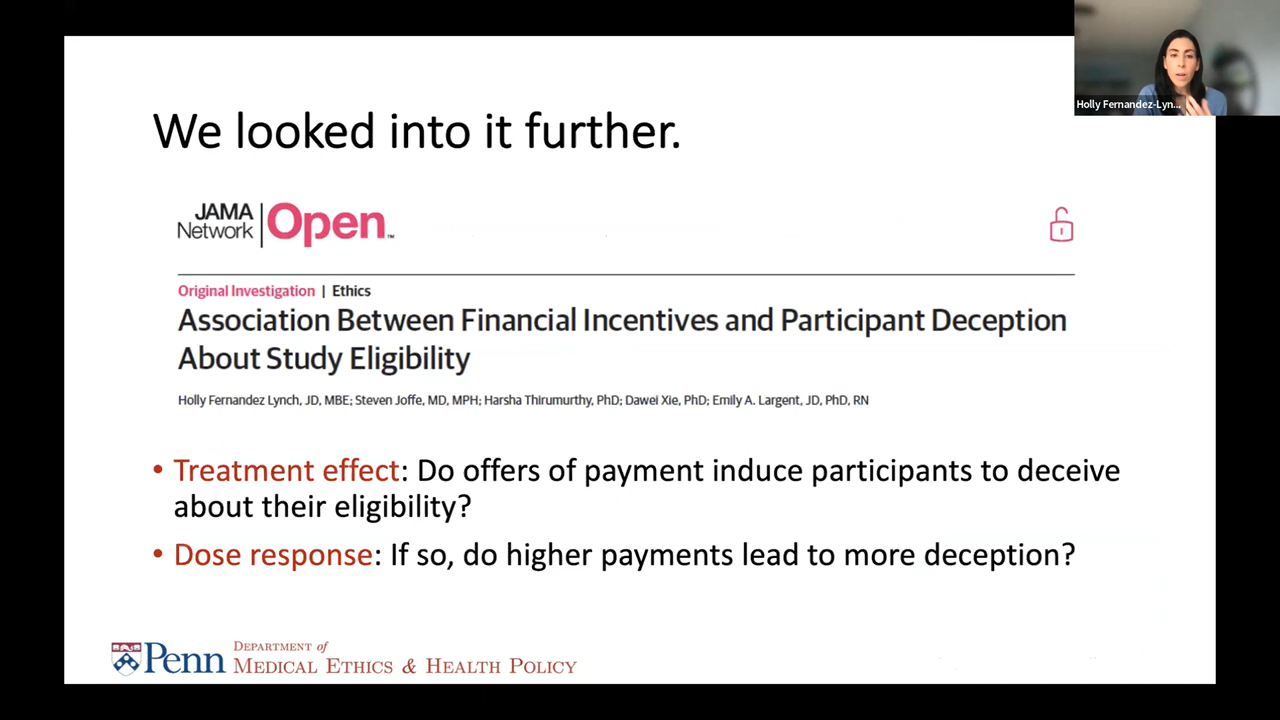 Holly Fernandez-Lyn...
We looked into it further.
JAMA
Network
Open™
Original Investigation | Ethics
Association Between Financial Incentives and Participant Deception
About Study Eligibility
Holly Fernandez Lynch, JD, MBE; Steven Joffe, MD, MPH; Harsha Thirumurthy, PhD; Dawei Xie, PhD; Emily A. Largent, JD, PhD, RN
• Treatment effect: Do offers of payment induce participants to deceive
about their eligibility?
• Dose response: If so, do higher payments lead to more deception?
Penn
DEPARTMENT of
MEDICAL ETHICS & HEALTH POLICY